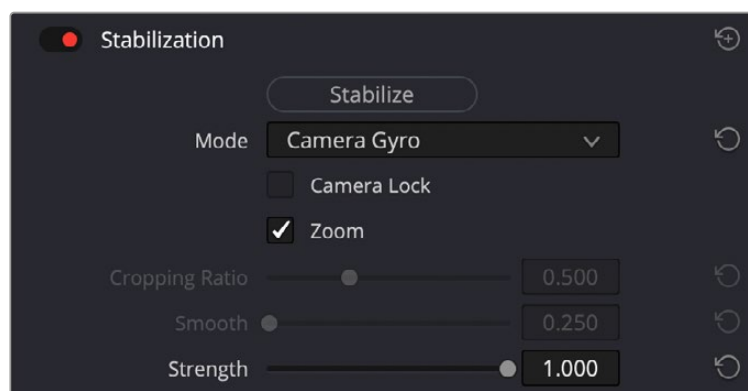 Stabilization
Stabilize
Mode Camera Gyro
Camera Lock
Zoom
Cropping Ratio 0.500
Smooth 0.250
Strength 1.000